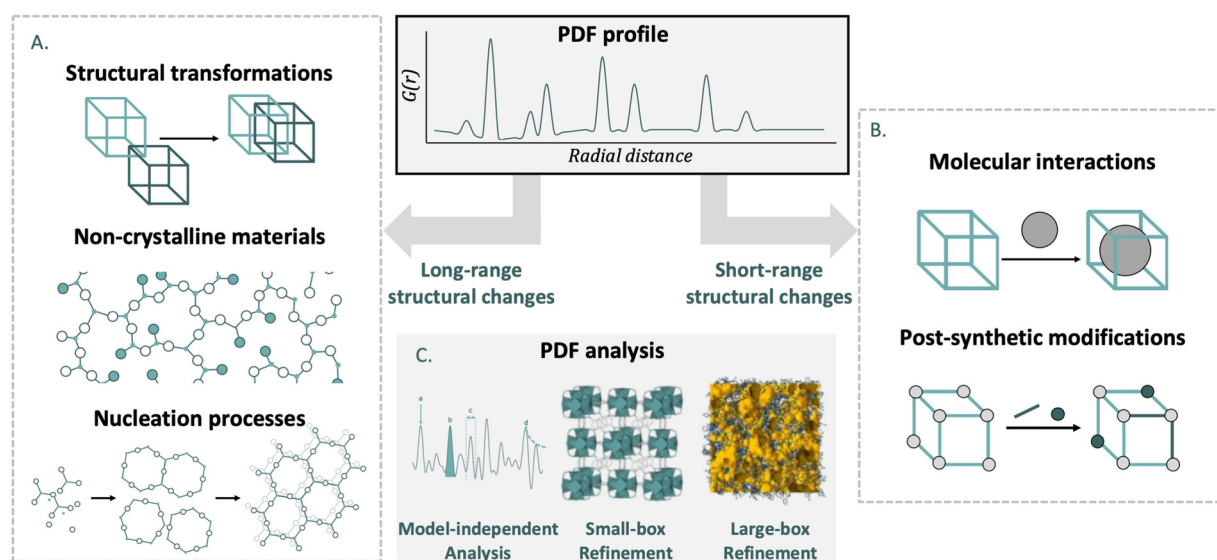 A.
Structural transformations
Non-crystalline materials
Nucleation processes
PDF profile
G(r)
Radial distance
Long-range
structural changes
Short-range
structural changes
C.
PDF analysis
a
b
c
d
Model-independent
Analysis
Small-box
Refinement
Large-box
Refinement
B.
Molecular interactions
Post-synthetic modifications